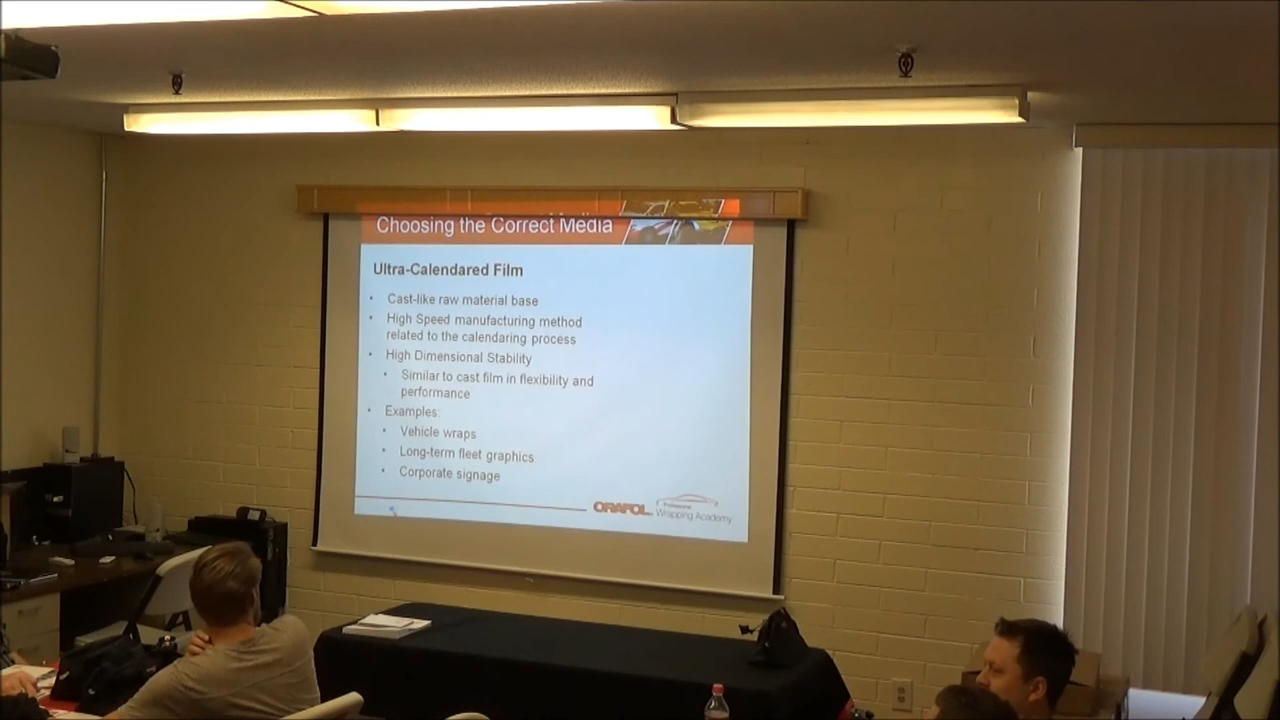 Choosing the Correct Media
Ultra-Calendared Film
• Cast-like raw material base
• High Speed manufacturing method
related to the calendaring process
• High Dimensional Stability
• Similar to cast film in flexibility and
performance
• Examples:
• Vehicle wraps
• Long-term fleet graphics
• Corporate signage
ORAFOL
Professional
Wrapping Academy